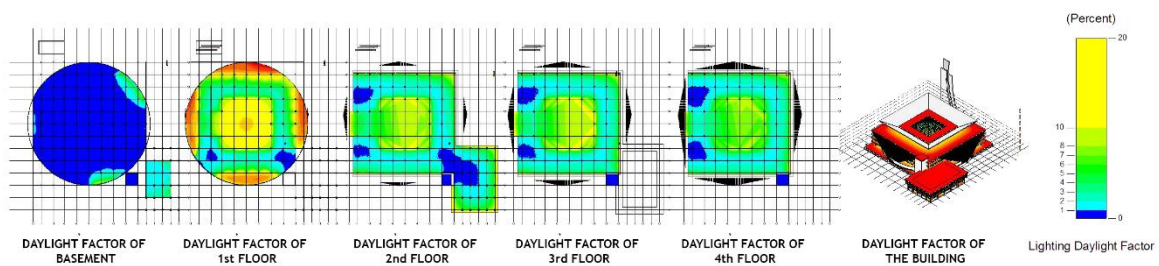 (Percent)
20
10
8
7
6
5
4
3
2
1
0
Lighting Daylight Factor
DAYLIGHT FACTOR OF
BASEMENT
DAYLIGHT FACTOR OF
1st FLOOR
DAYLIGHT FACTOR OF
2nd FLOOR
DAYLIGHT FACTOR OF
3rd FLOOR
DAYLIGHT FACTOR OF
4th FLOOR
DAYLIGHT FACTOR OF
THE BUILDING